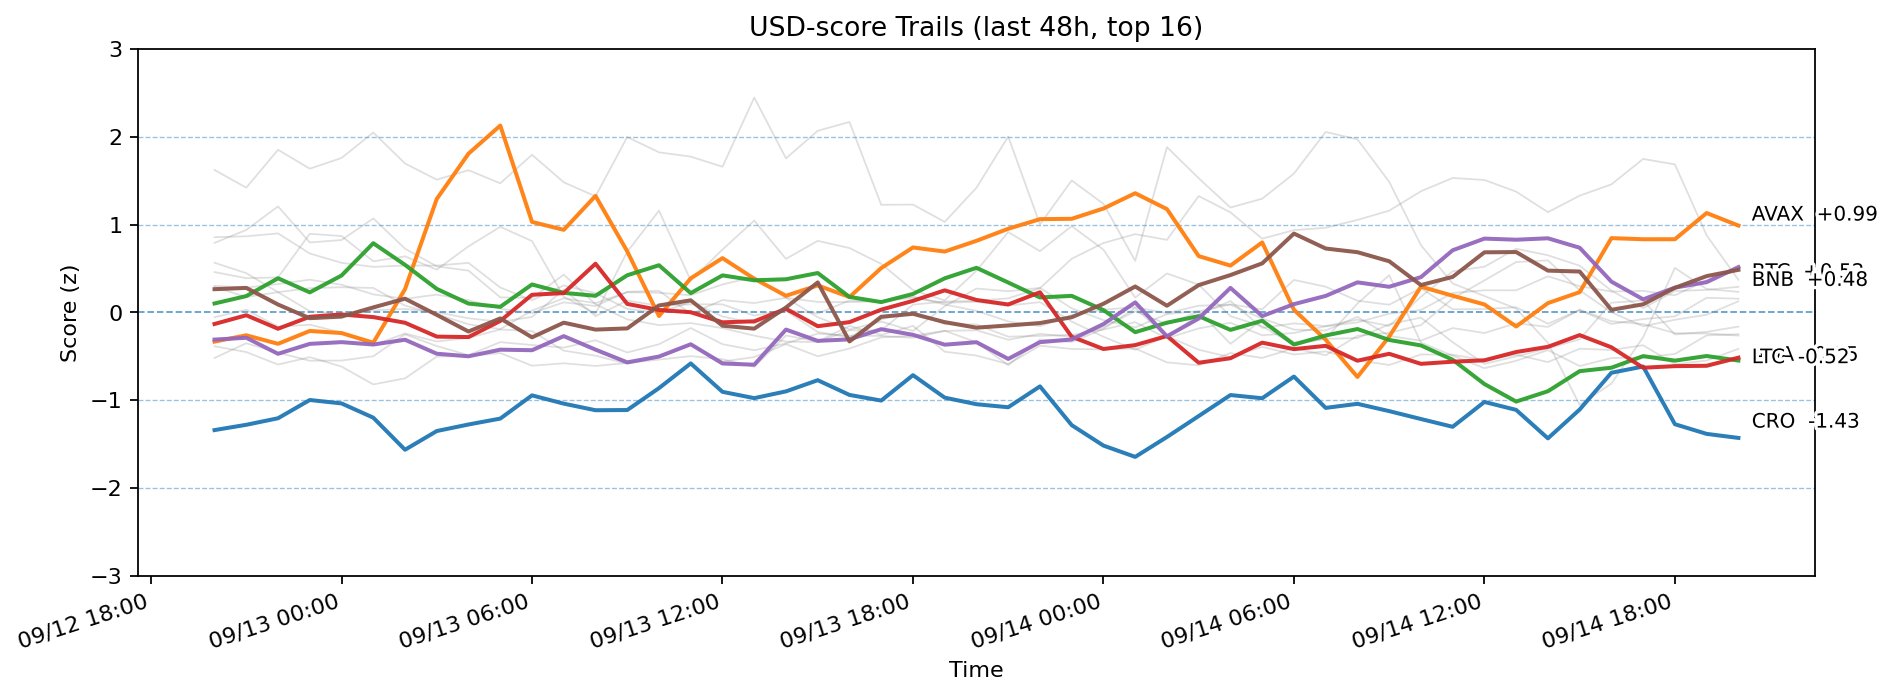 USD-score Trails (last 48h, top 16)
3
2
1
0
−1
−2
−3
Score (z)
AVAX +0.99
BNB +0.48
LTC -0.52
CRO -1.43
09/12 18:00
09/13 00:00
09/13 06:00
09/13 12:00
09/13 18:00
09/14 00:00
09/14 06:00
09/14 12:00
09/14 18:00
Time